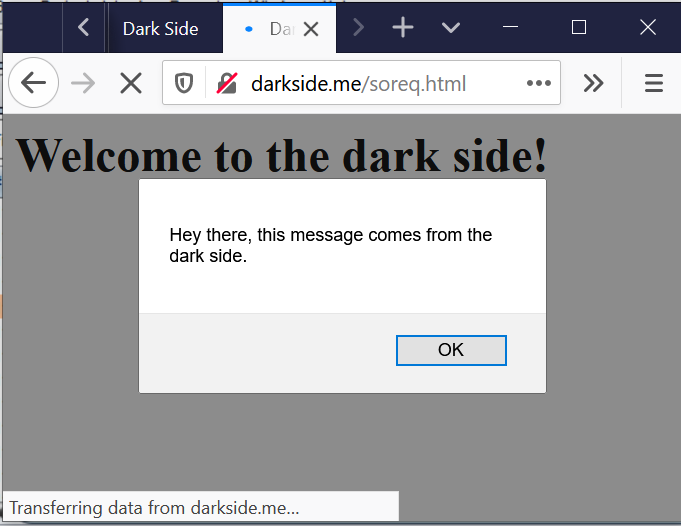 Dark Side
Da
darkside.me/soreq.html
Welcome to the dark side!
Hey there, this message comes from the
dark side.
OK
Transferring data from darkside.me...